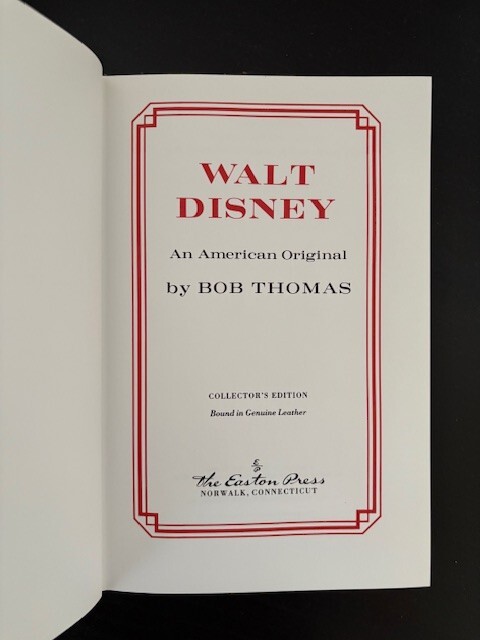 WALT
DISNEY
An American Original
by BOB THOMAS
COLLECTOR'S EDITION
Bound in Genuine Leather
E
P
The Easton Press
NORWALK, CONNECTICUT